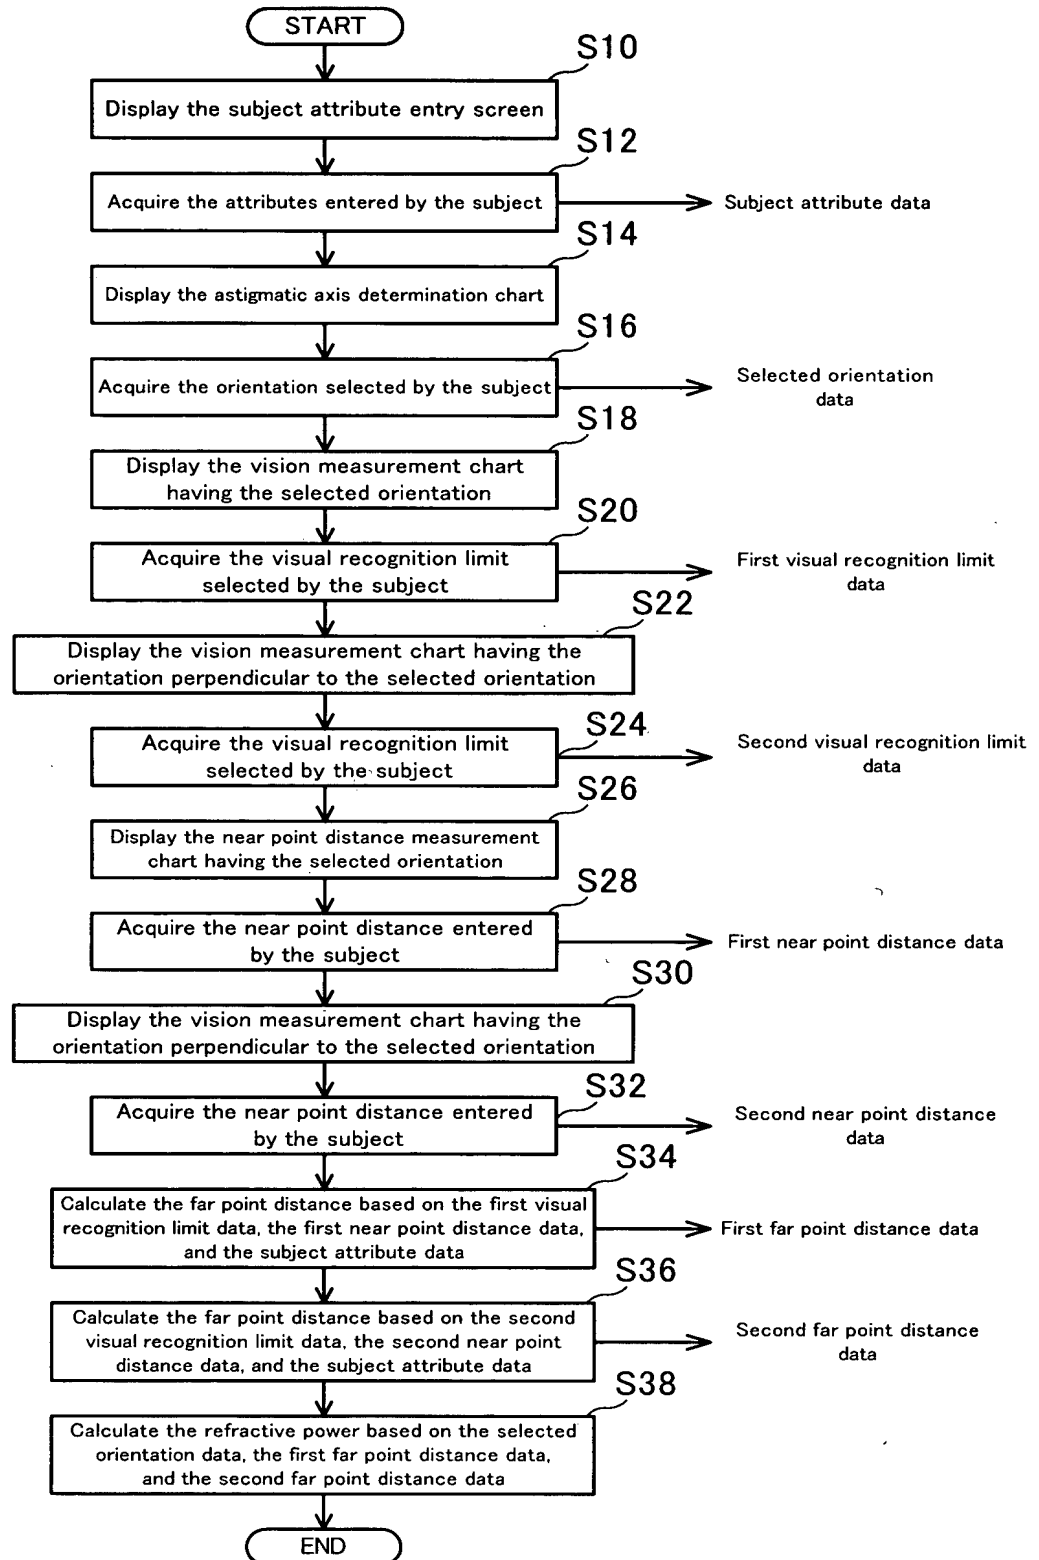 START
S10
Display the subject attribute entry screen
S12
Acquire the attributes entered by the subject
Subject attribute data
S14
Display the astigmatic axis determination chart
S16
Acquire the orientation selected by the subject
Selected orientation
data
S18
Display the vision measurement chart
having the selected orientation
S20
Acquire the visual recognition limit
selected by the subject
First visual recognition limit
data
S22
Display the vision measurement chart having the
orientation perpendicular to the selected orientation
S24
Acquire the visual recognition limit
selected by the subject
Second visual recognition limit
data
S26
Display the near point distance measurement
chart having the selected orientation
S28
Acquire the near point distance entered
by the subject
First near point distance data
S30
Display the vision measurement chart having the
orientation perpendicular to the selected orientation
S32
Acquire the near point distance entered
by the subject
Second near point distance
data
S34
Calculate the far point distance based on the first visual
recognition limit data, the first near point distance data,
and the subject attribute data
First far point distance data
S36
Calculate the far point distance based on the second
visual recognition limit data, the second near point
distance data, and the subject attribute data
Second far point distance
data
S38
Calculate the refractive power based on the selected
orientation data, the first far point distance data,
and the second far point distance data
END